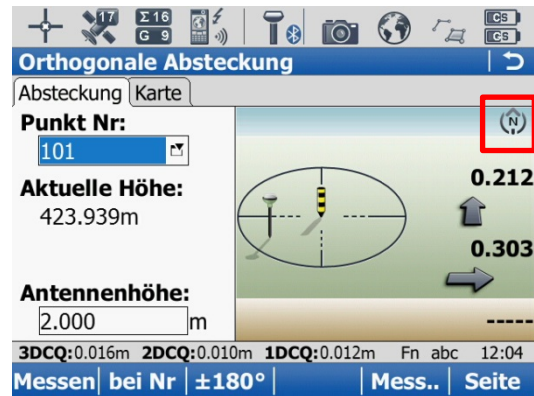 17 Σ16 CS
G 9 CS
Orthogonale Absteckung
Absteckung Karte
Punkt Nr:
101
N
Aktuelle Höhe:
0.212
423.939m
0.303
Antennenhöhe:
2.000 m
-----
3DCQ:0.016m 2DCQ:0.010m 1DCQ:0.012m Fn abc 12:04
Messen bei Nr ±180° Mess.. Seite